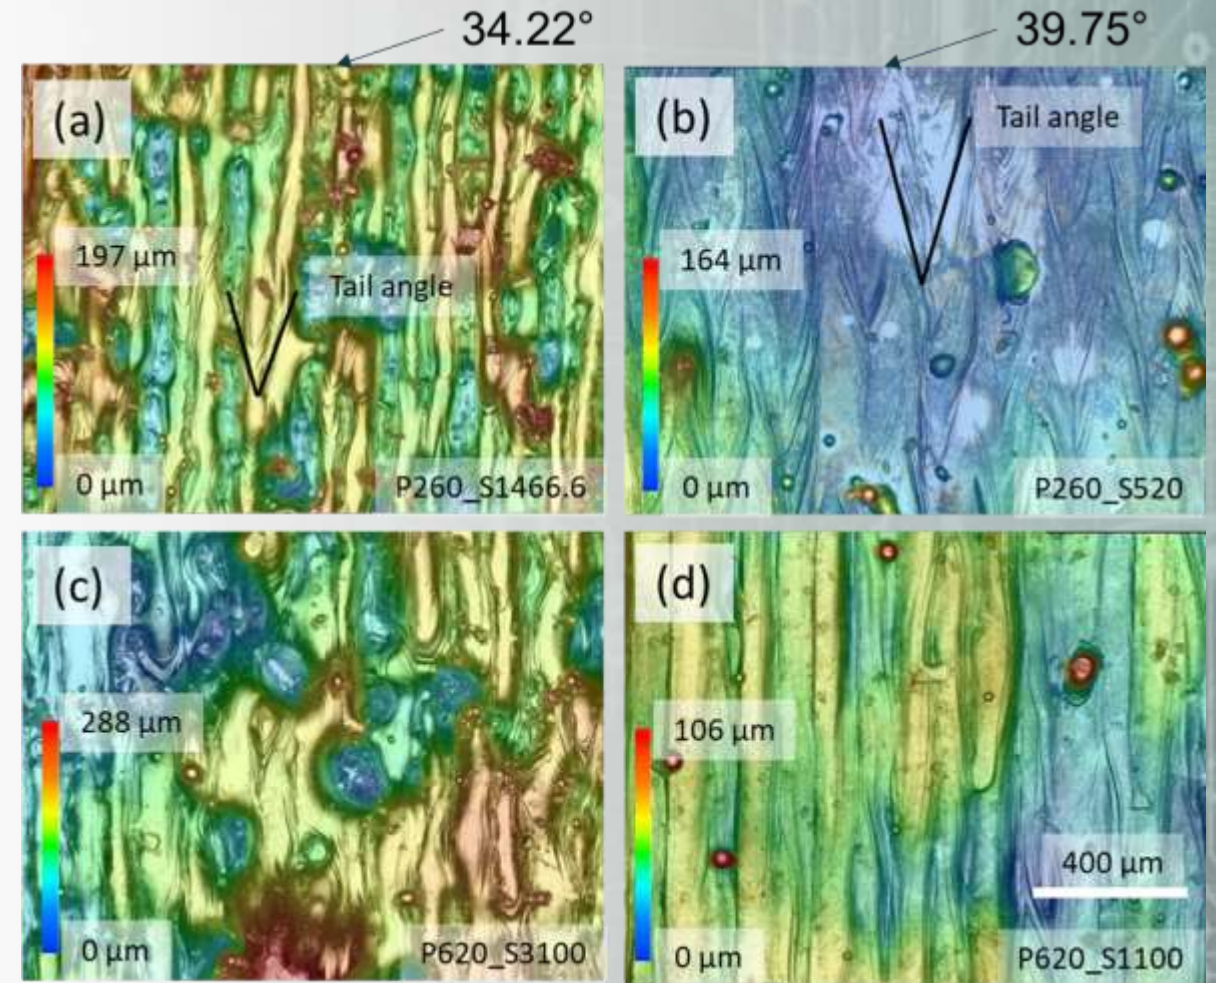 34.22°
39.75°
(a)
197 µm
Tail angle
0 µm
P260_S1466.6
(b)
Tail angle
164 µm
0 µm
P260_S520
(c)
288 µm
0 µm
P620_S3100
(d)
106 µm
400 µm
0 µm
P620_S1100